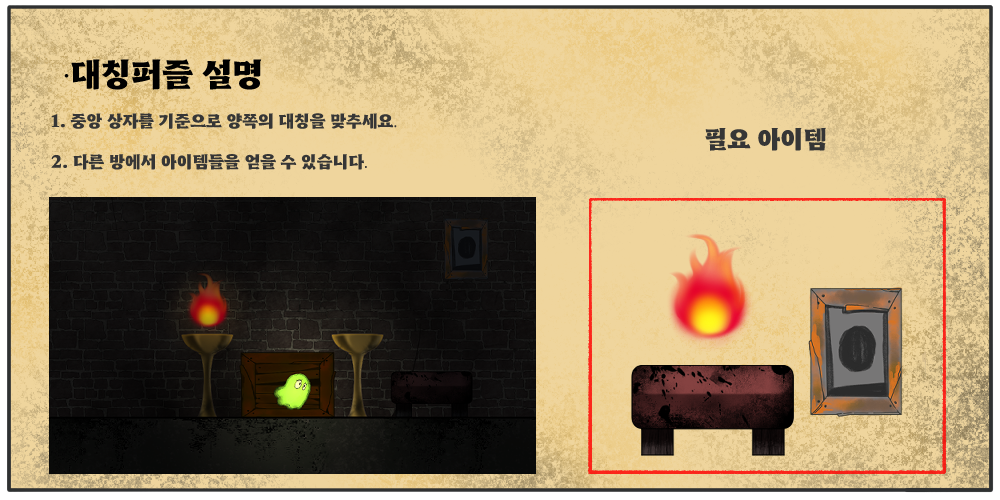 ·대칭퍼즐 설명
1. 중앙 상자를 기준으로 양쪽의 대칭을 맞추세요.
2. 다른 방에서 아이템들을 얻을 수 있습니다.
필요 아이템